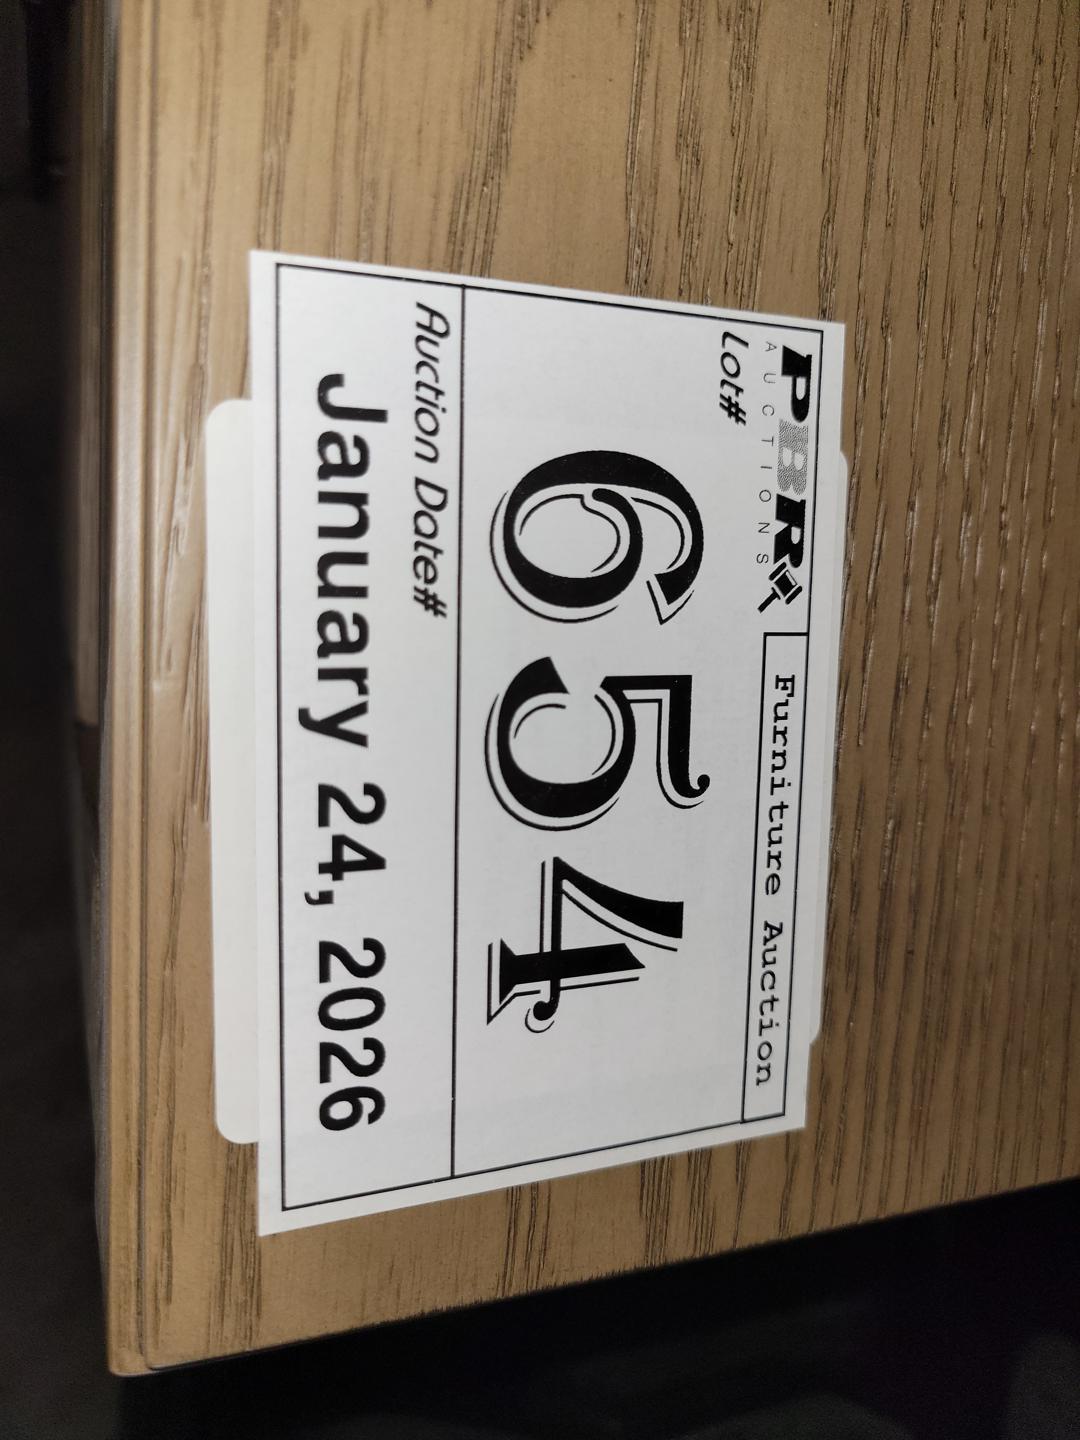 PBR
AUCTIONS
Furniture Auction
Lot#
654
Auction Date#
January 24, 2026